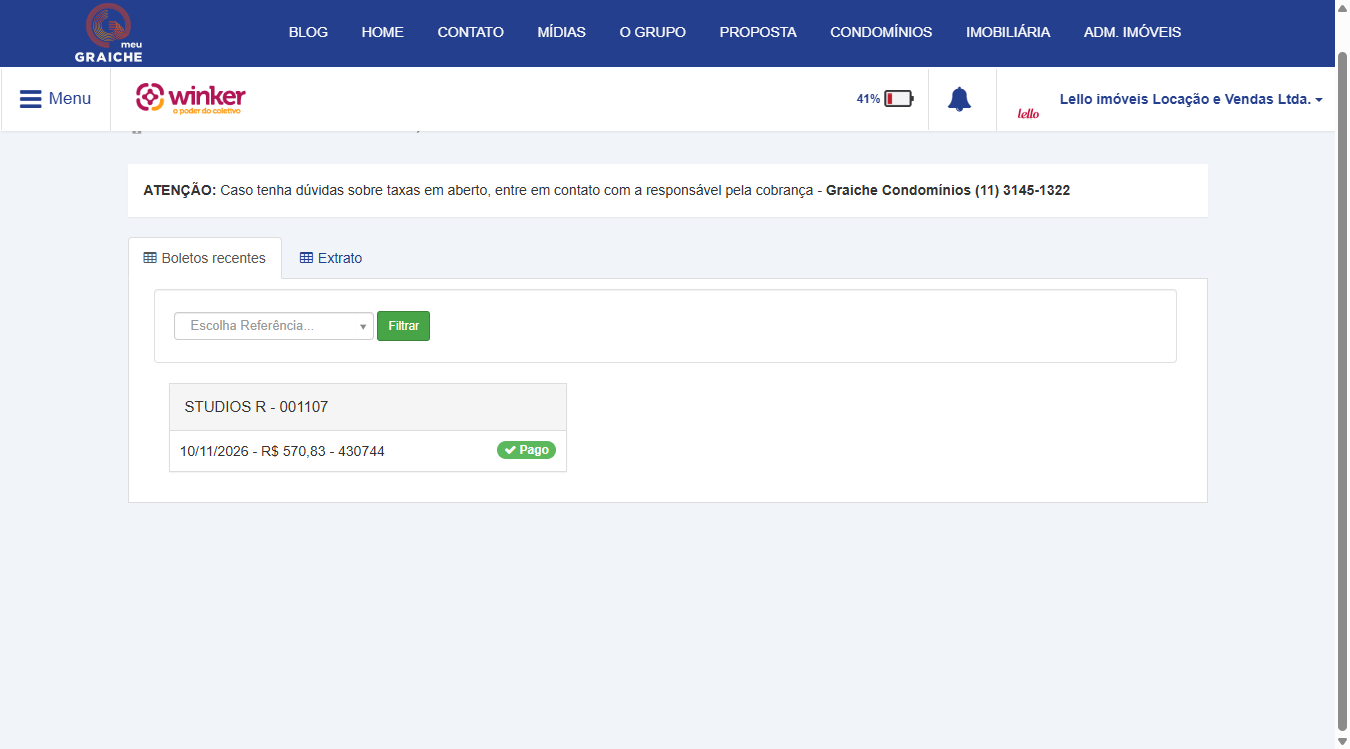 meu
GRAICHE
BLOG HOME CONTATO MÍDIAS O GRUPO PROPOSTA CONDOMÍNIOS IMOBILIÁRIA ADM. IMÓVEIS
Menu
winker
o poder do coletivo
41%
lello
Lello imóveis Locação e Vendas Ltda.
ATENÇÃO: Caso tenha dúvidas sobre taxas em aberto, entre em contato com a responsável pela cobrança - Graiche Condomínios (11) 3145-1322
Boletos recentes
Extrato
Escolha Referência...
Filtrar
STUDIOS R - 001107
10/11/2026 - R$ 570,83 - 430744
Pago